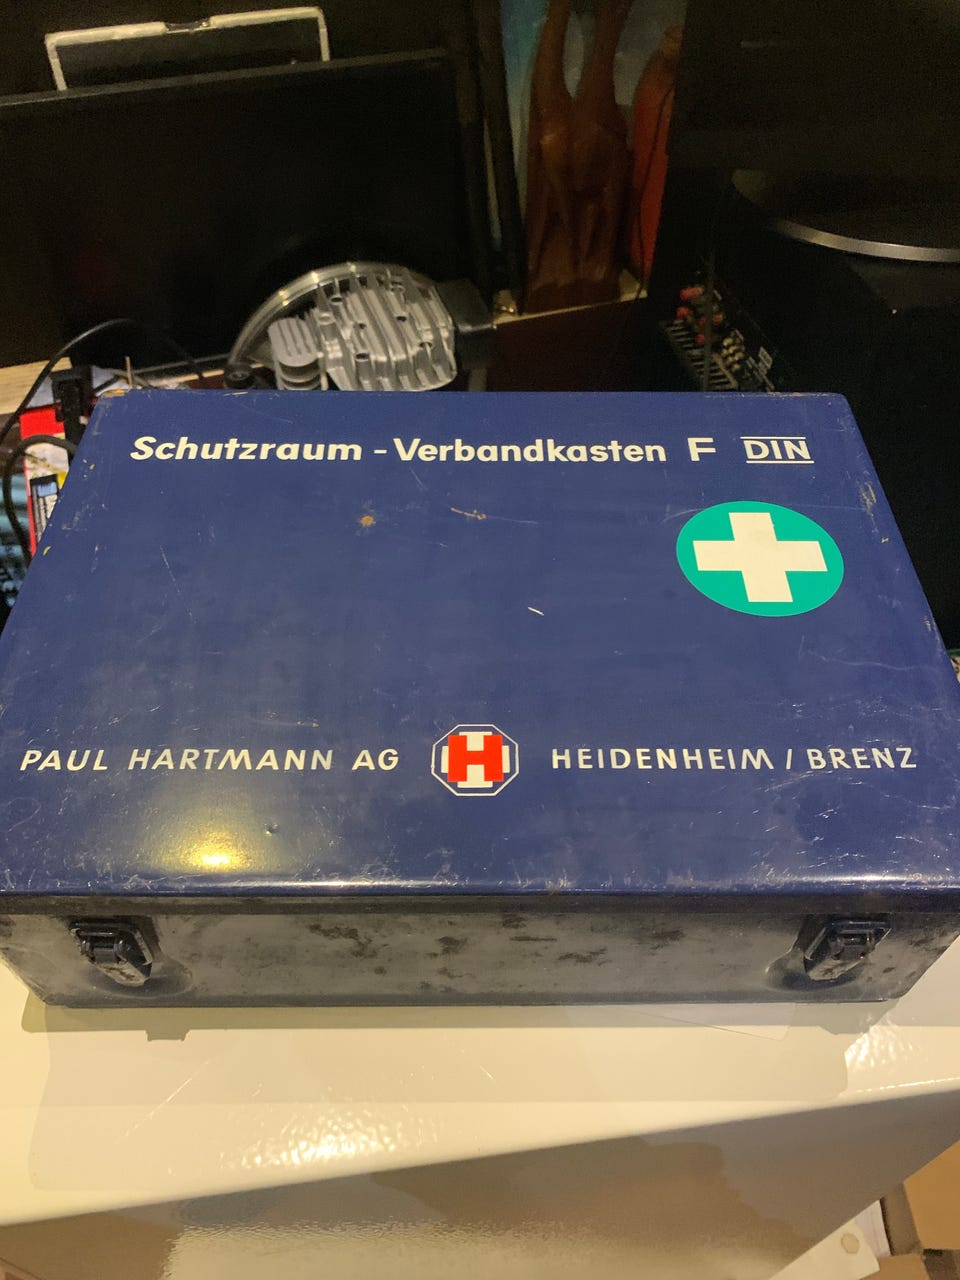 Schutzraum - Verbandkasten F DIN
PAUL HARTMANN AG H HEIDENHEIM / BRENZ